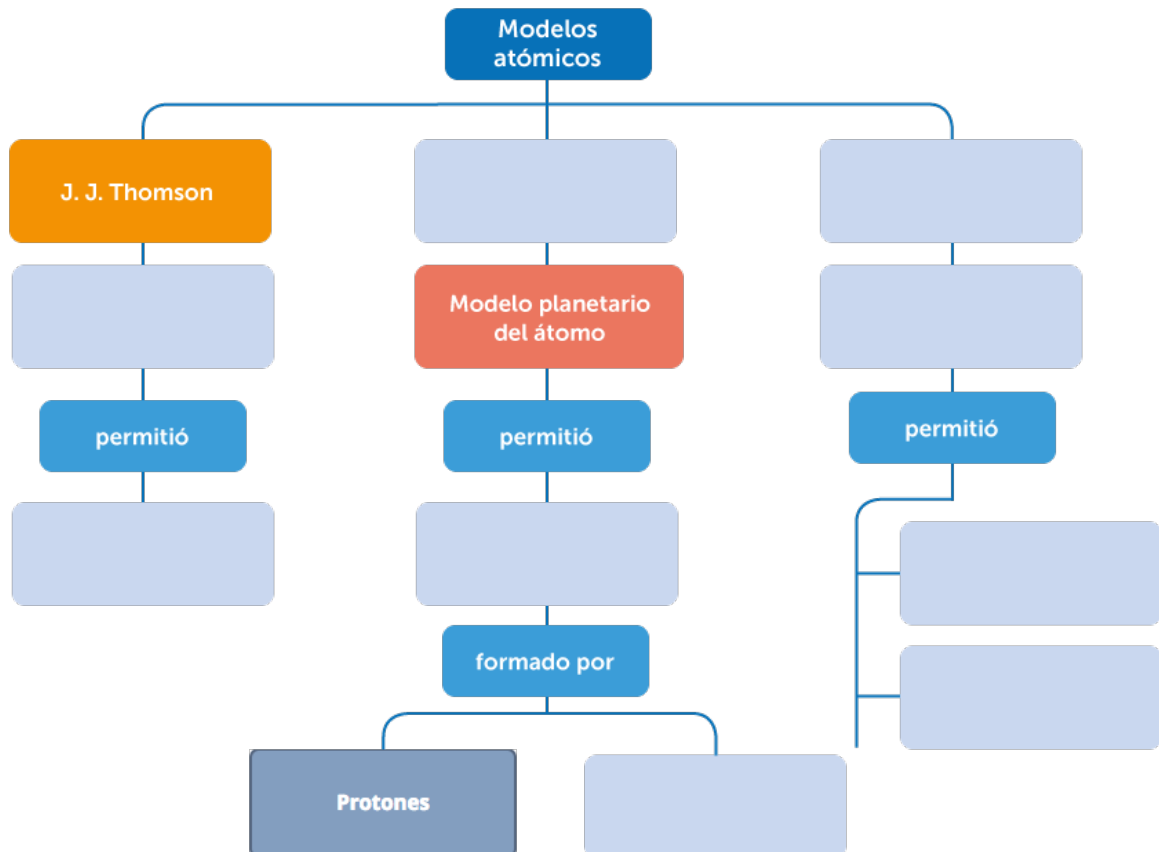 Modelos
atómicos
J. J. Thomson
Modelo planetario
del átomo
permitió
permitió
permitió
formado por
Protones